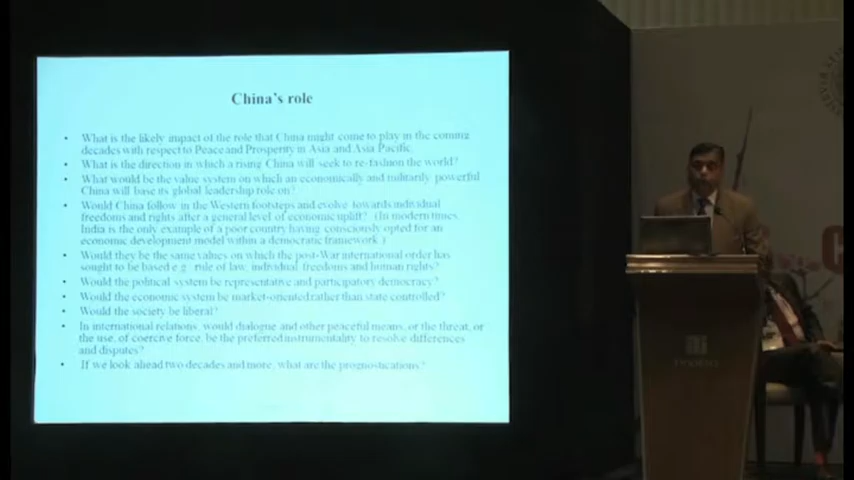 China's role
• What is the likely impact of the role that China might come to play in the coming
decades with respect to Peace and Prosperity in Asia and Asia Pacific.
• What is the direction in which a rising China will seek to re-fashion the world?
• What would be the value system on which an economically and militarily powerful
China will base its global leadership role on?
• Would China follow in the Western footsteps and evolve towards individual
freedoms and rights after a general level of economic uplift? (In modern times,
India is the only example of a poor country having consciously opted for an
economic development model within a democratic framework.)
• Would they be the same values on which the post-War international order has
sought to be based e.g. rule of law, individual freedoms and human rights?
• Would the political system be representative and participatory democracy?
• Would the economic system be market-oriented rather than state controlled?
• Would the society be liberal?
• In international relations, would dialogue and other peaceful means, or the threat, or
the use, of coercive force, be the preferred instrumentality to resolve differences
and disputes?
• If we look ahead two decades and more, what are the prognostications?
TRIDENT